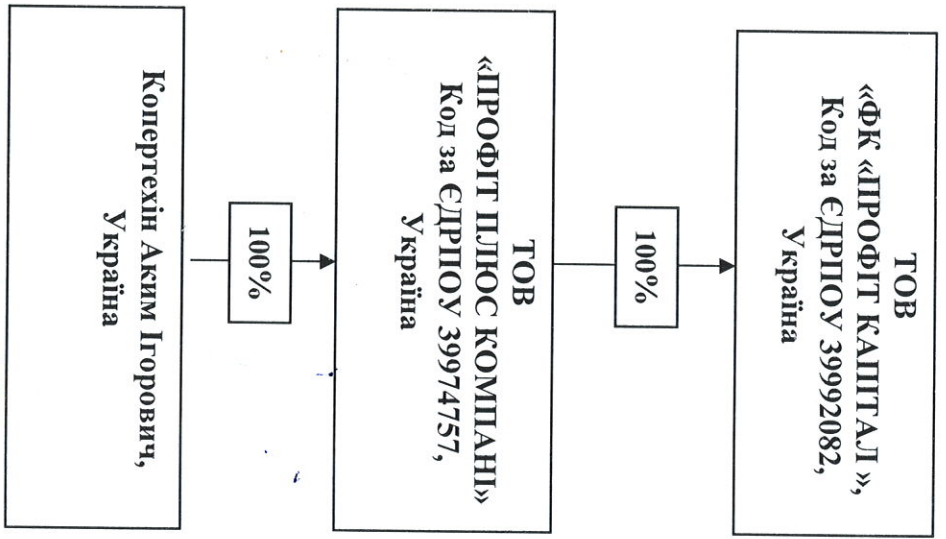 ТОВ
«ФК «ПРОФІТ КАПІТАЛ »,
Код за ЄДРПОУ 39992082,
Україна
100%
ТОВ
«ПРОФІТ ПЛЮС КОМПАНІ»
Код за ЄДРПОУ 39974757,
Україна
100%
Копертехін Аким Ігорович,
Україна